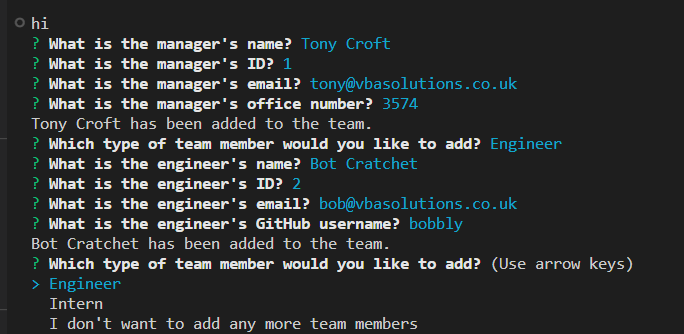 hi
? What is the manager's name? Tony Croft
? What is the manager's ID? 1
? What is the manager's email? tony@vbasolutions.co.uk
? What is the manager's office number? 3574
Tony Croft has been added to the team.
? Which type of team member would you like to add? Engineer
? What is the engineer's name? Bot Cratchet
? What is the engineer's ID? 2
? What is the engineer's email? bob@vbasolutions.co.uk
? What is the engineer's GitHub username? bobbly
Bot Cratchet has been added to the team.
? Which type of team member would you like to add? (Use arrow keys)
> Engineer
Intern
I don't want to add any more team members